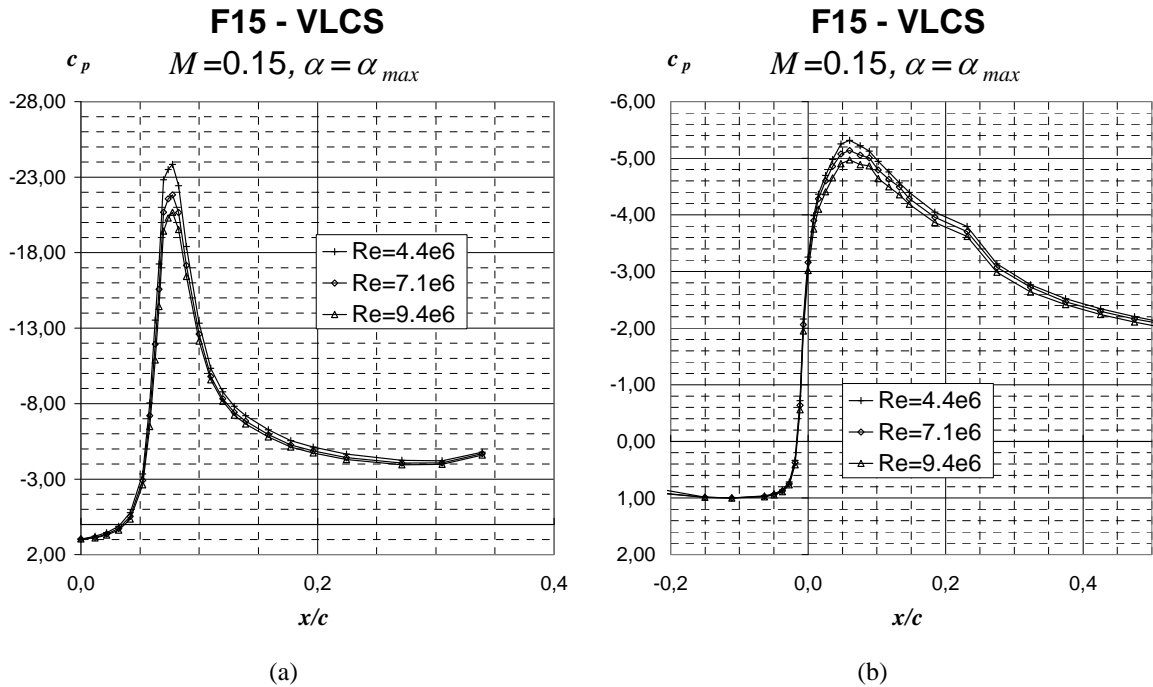 F15 - VLCS
c p
M =0.15, α = α max
-28,00
-23,00
-18,00
-13,00
-8,00
-3,00
2,00
0,0 0,2 0,4
x/c
Re=4.4e6
Re=7.1e6
Re=9.4e6
(a)
F15 - VLCS
c p
M =0.15, α = α max
-6,00
-5,00
-4,00
-3,00
-2,00
-1,00
0,00
1,00
2,00
-0,2 0,0 0,2 0,4
x/c
Re=4.4e6
Re=7.1e6
Re=9.4e6
(b)